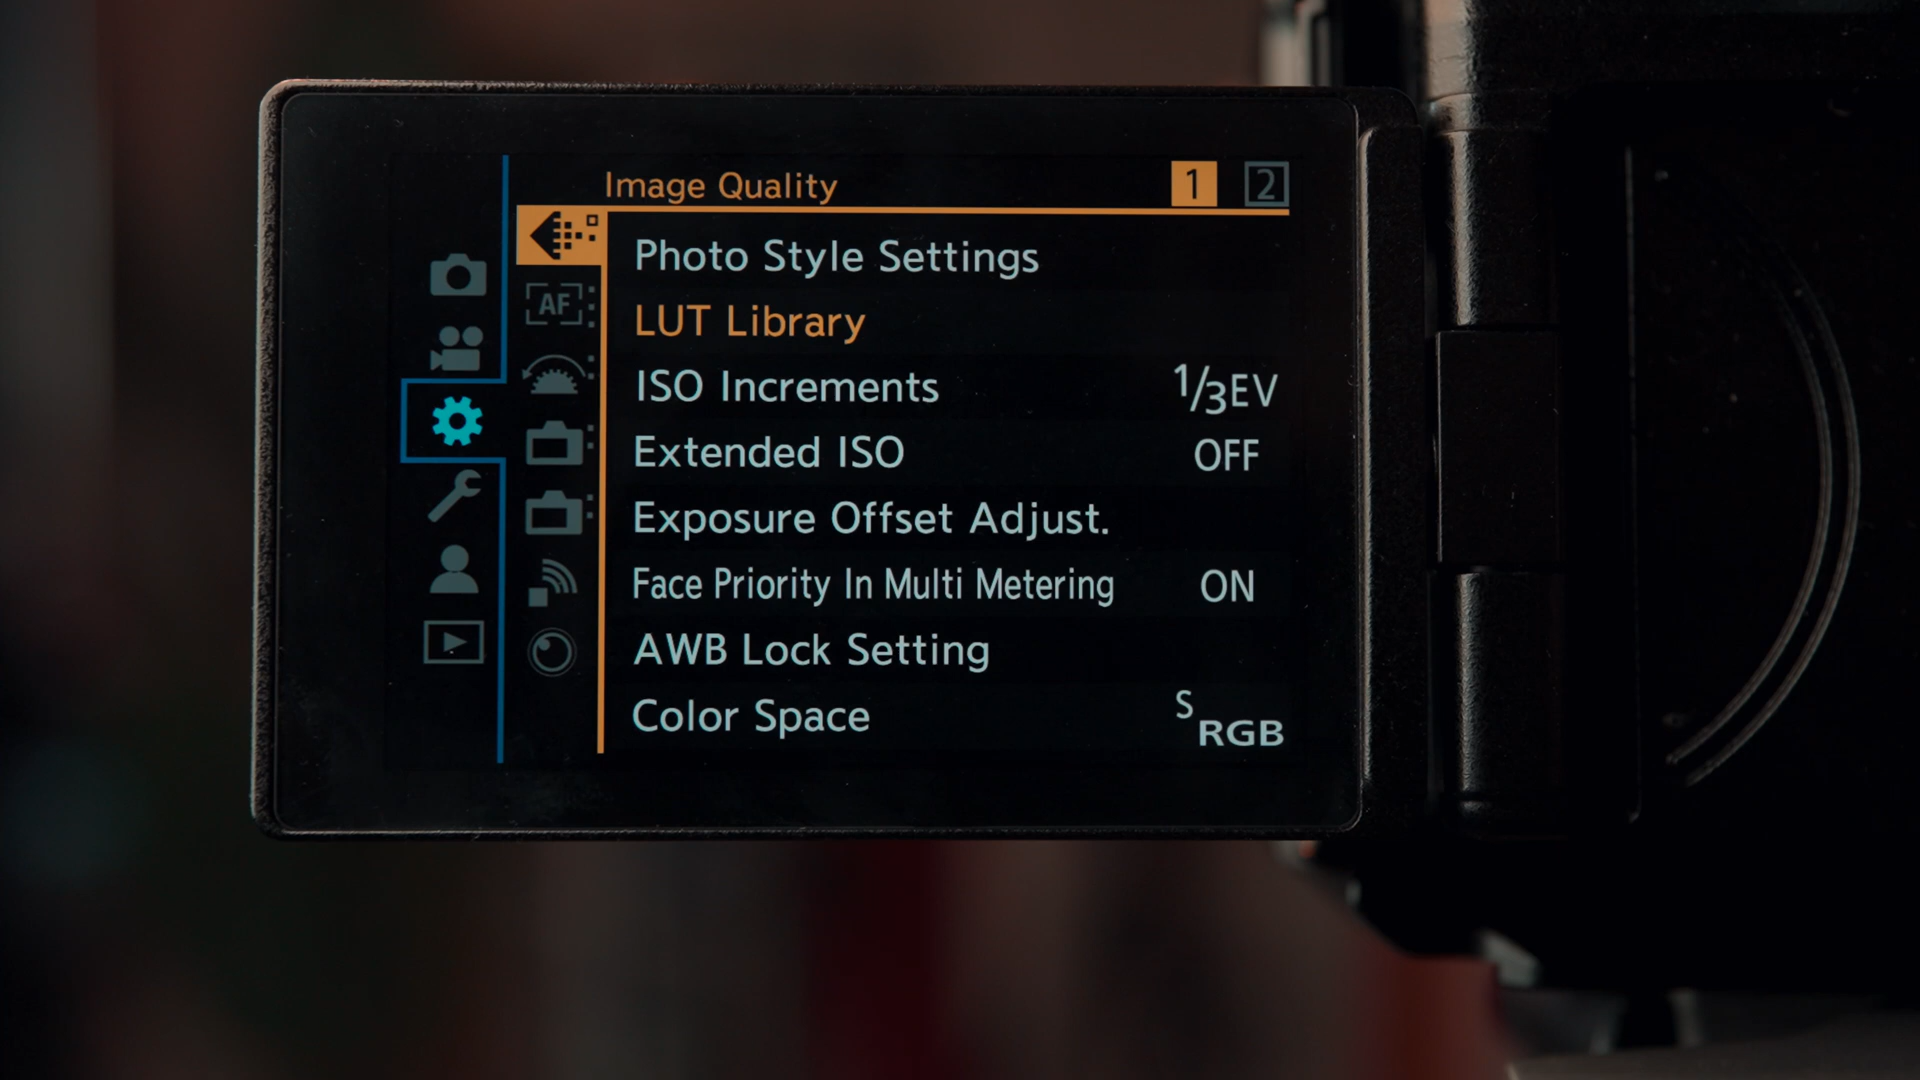 Image Quality 1 2
Photo Style Settings
AF
LUT Library
ISO Increments 1/3EV
Extended ISO OFF
Exposure Offset Adjust.
Face Priority In Multi Metering ON
AWB Lock Setting
Color Space sRGB